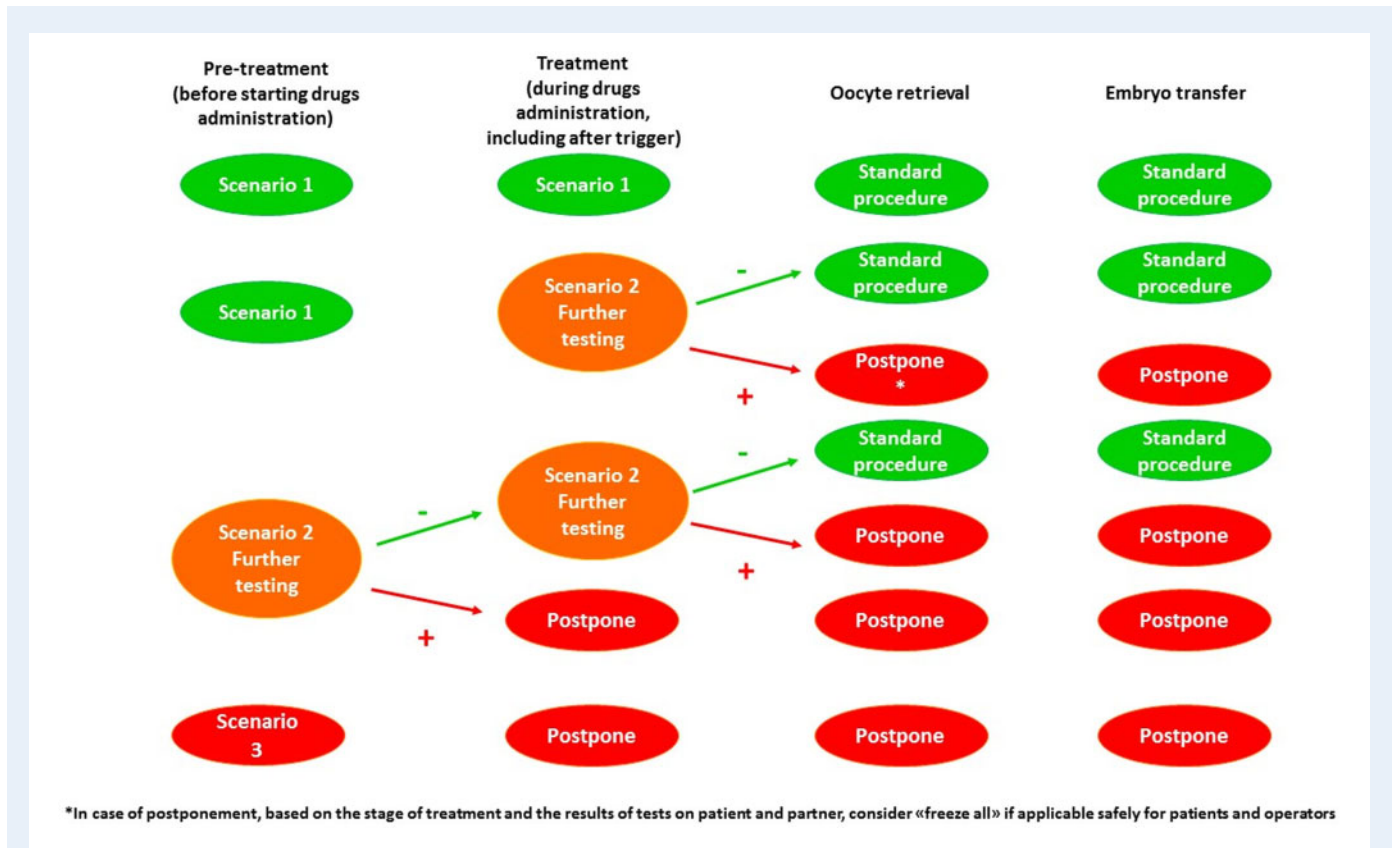 Pre-treatment
(before starting drugs
administration)
Treatment
(during drugs
administration,
including after trigger)
Oocyte retrieval
Embryo transfer
Scenario 1
Scenario 1
Standard
procedure
Standard
procedure
Scenario 1
Scenario 2
Further
testing
-
Standard
procedure
Standard
procedure
+
Postpone
*
Postpone
Scenario 2
Further
testing
-
Scenario 2
Further
testing
-
Standard
procedure
Standard
procedure
+
Postpone
Postpone
+
Postpone
Postpone
Postpone
Scenario
3
Postpone
Postpone
Postpone
*In case of postponement, based on the stage of treatment and the results of tests on patient and partner, consider «freeze all» if applicable safely for patients and operators